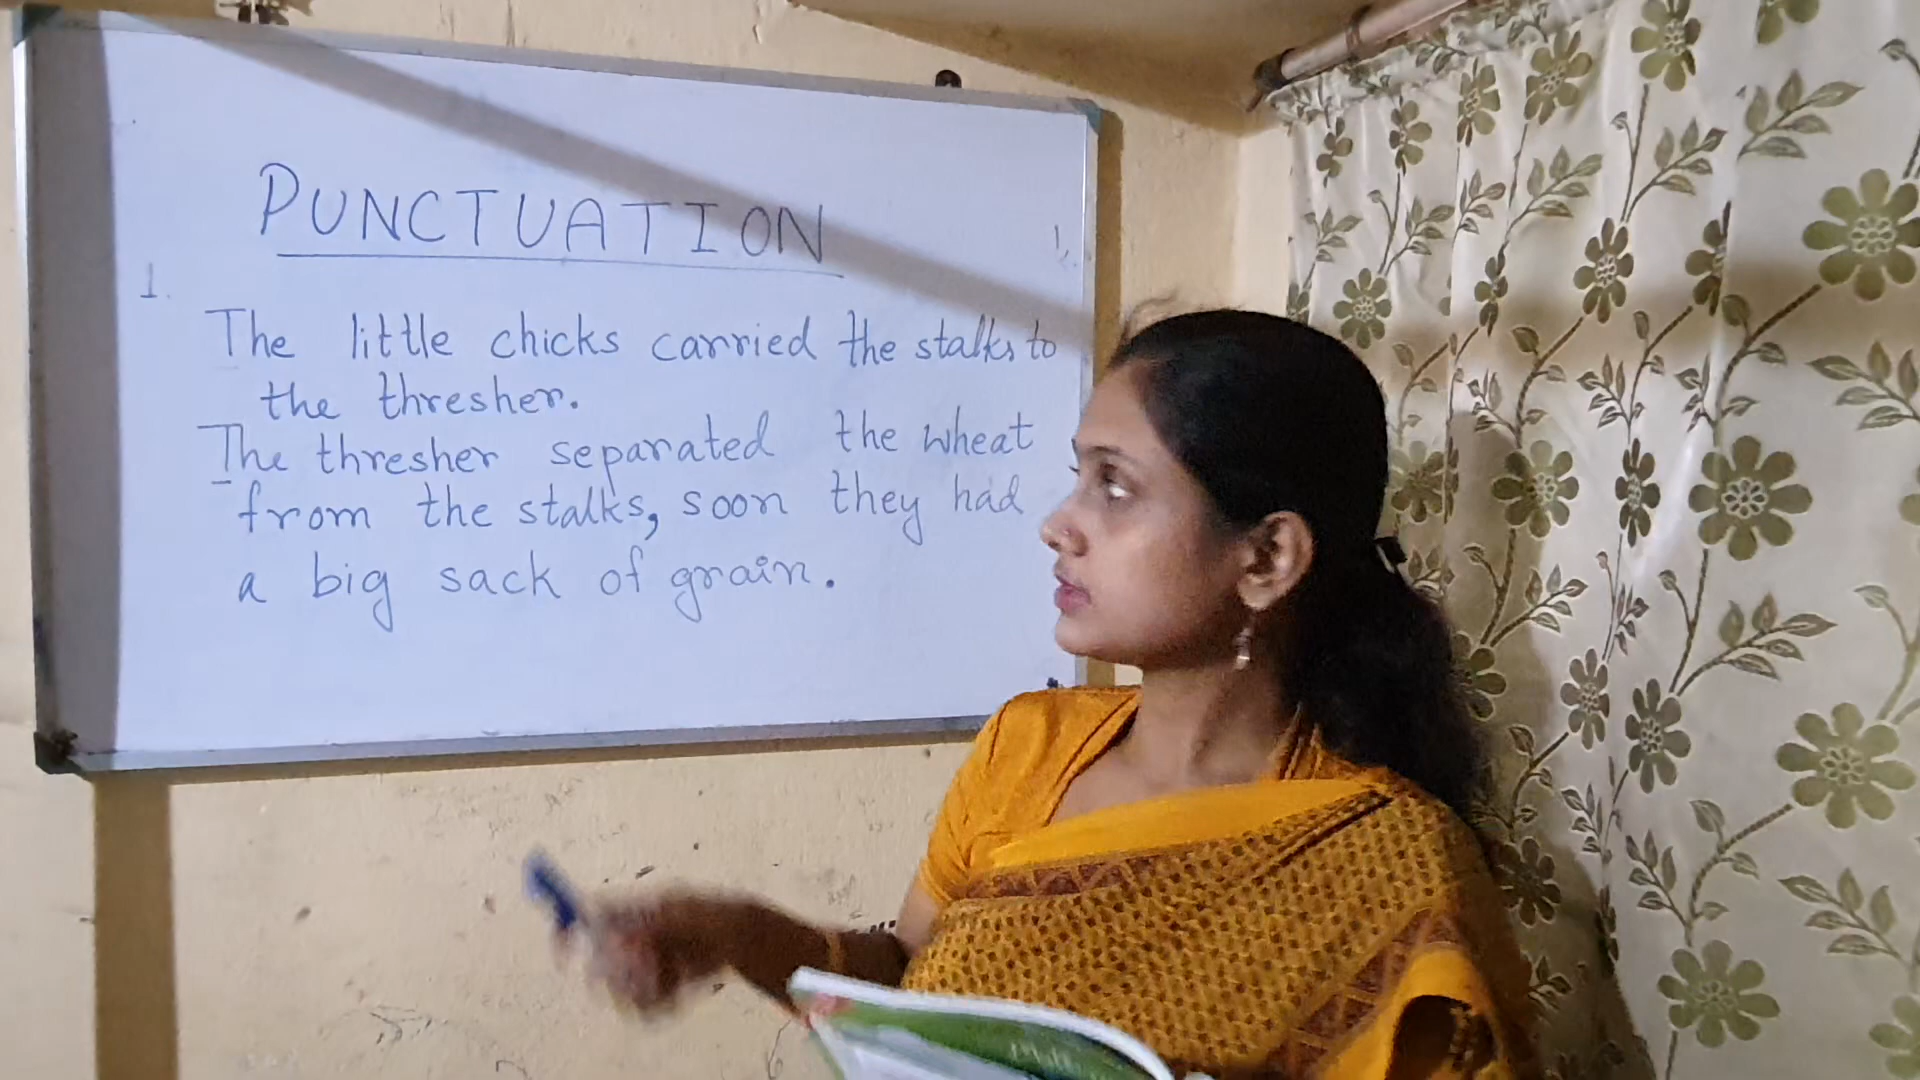 PUNCTUATION
1.
The little chicks carried the stalks to
the thresher.
The thresher separated the wheat
from the stalks, soon they had
a big sack of grain.